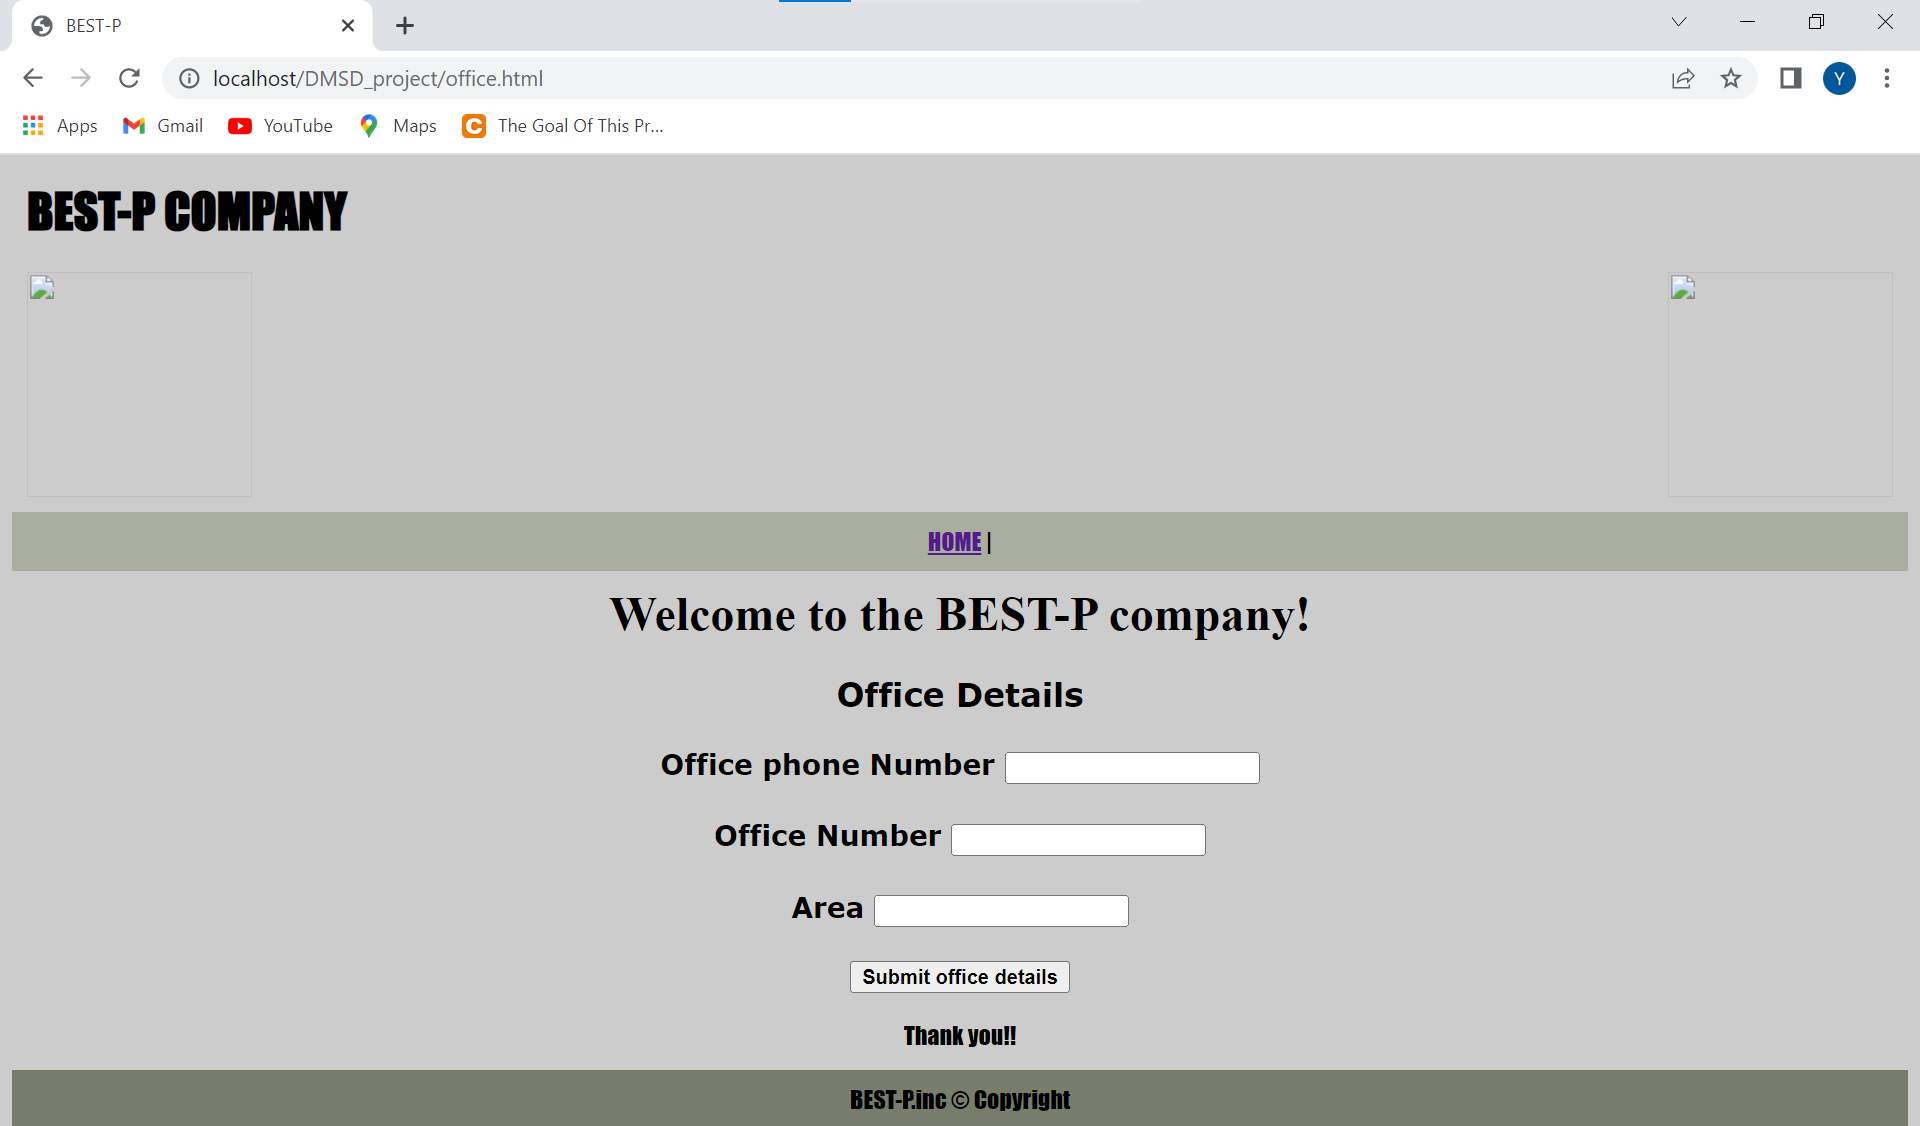 BEST-P
localhost/DMSD_project/office.html
Y
Apps
Gmail
YouTube
Maps
C
The Goal Of This Pr...
BEST-P COMPANY
HOME |
Welcome to the BEST-P company!
Office Details
Office phone Number
Office Number
Area
Submit office details
Thank you!!
BEST-P.inc © Copyright